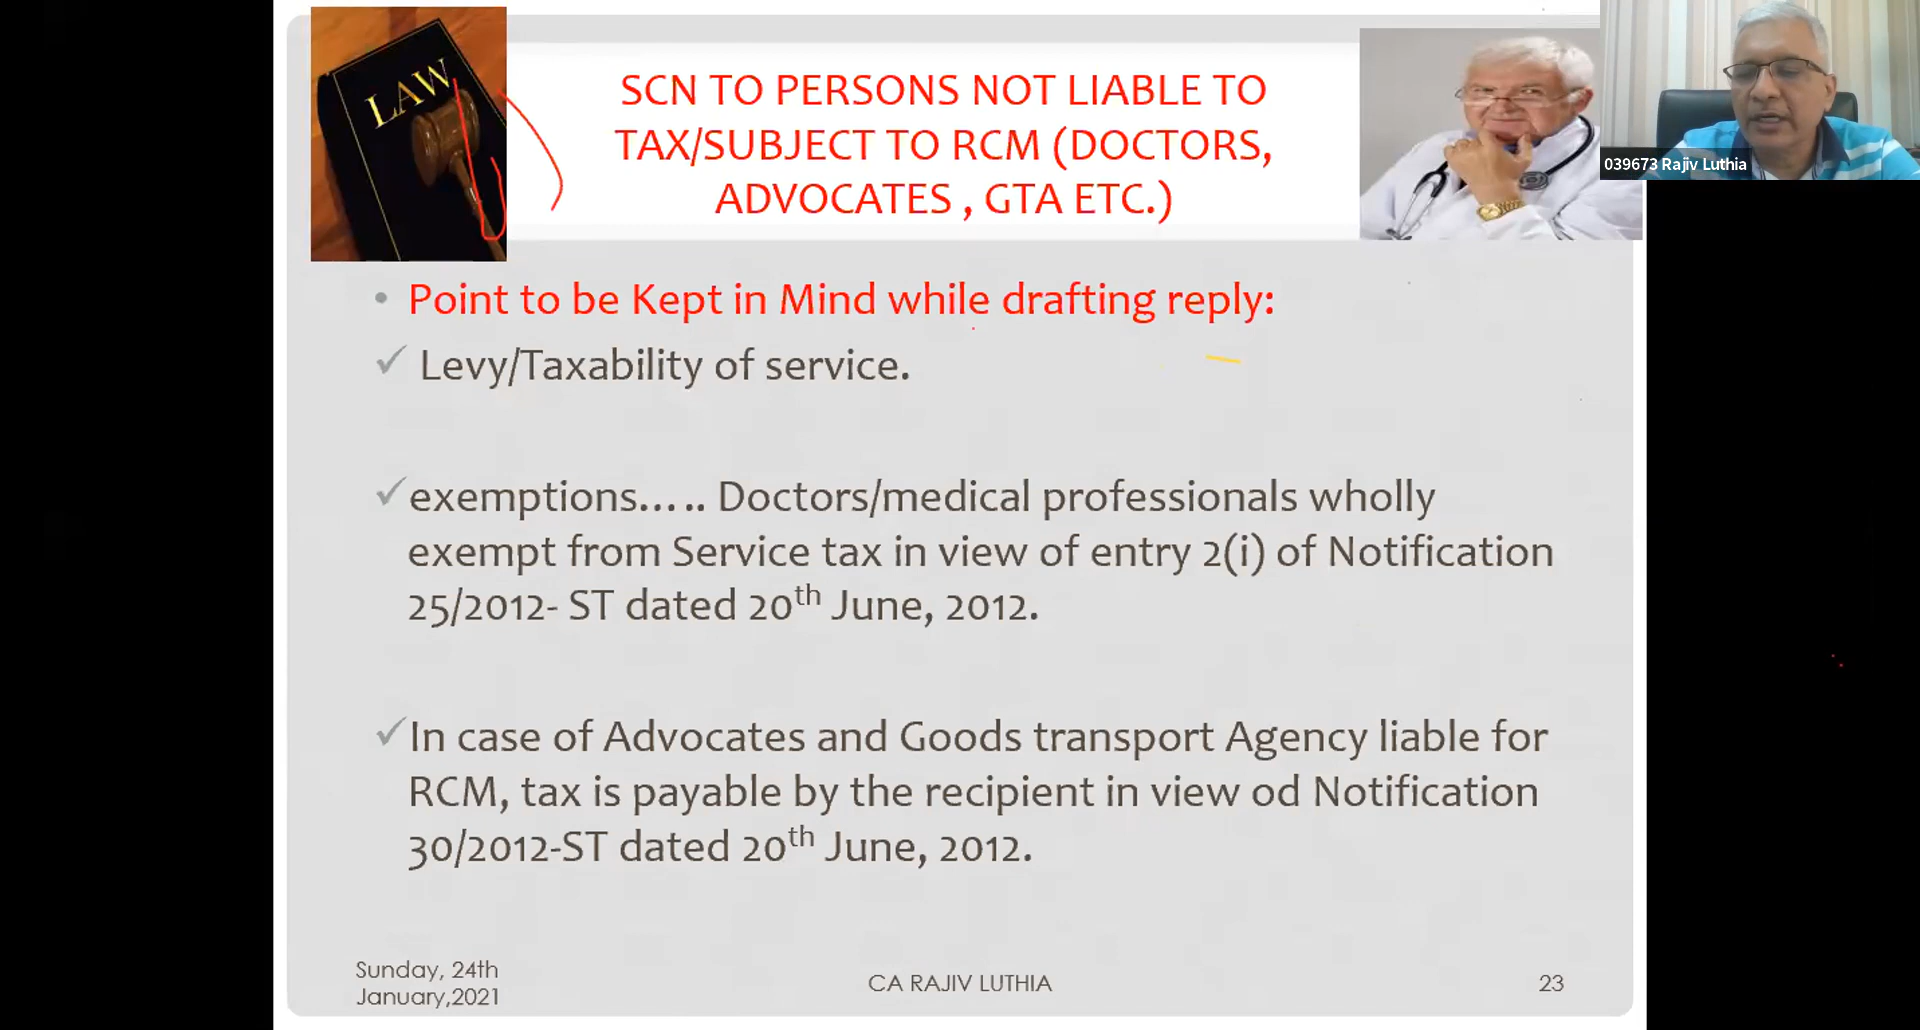 LAW
SCN TO PERSONS NOT LIABLE TO
TAX/SUBJECT TO RCM (DOCTORS,
ADVOCATES , GTA ETC.)
039673 Rajiv Luthia
• Point to be Kept in Mind while drafting reply:
✓ Levy/Taxability of service.
✓ exemptions..... Doctors/medical professionals wholly
exempt from Service tax in view of entry 2(i) of Notification
25/2012- ST dated 20th June, 2012.
✓ In case of Advocates and Goods transport Agency liable for
RCM, tax is payable by the recipient in view od Notification
30/2012-ST dated 20th June, 2012.
Sunday, 24th
January,2021
CA RAJIV LUTHIA
23